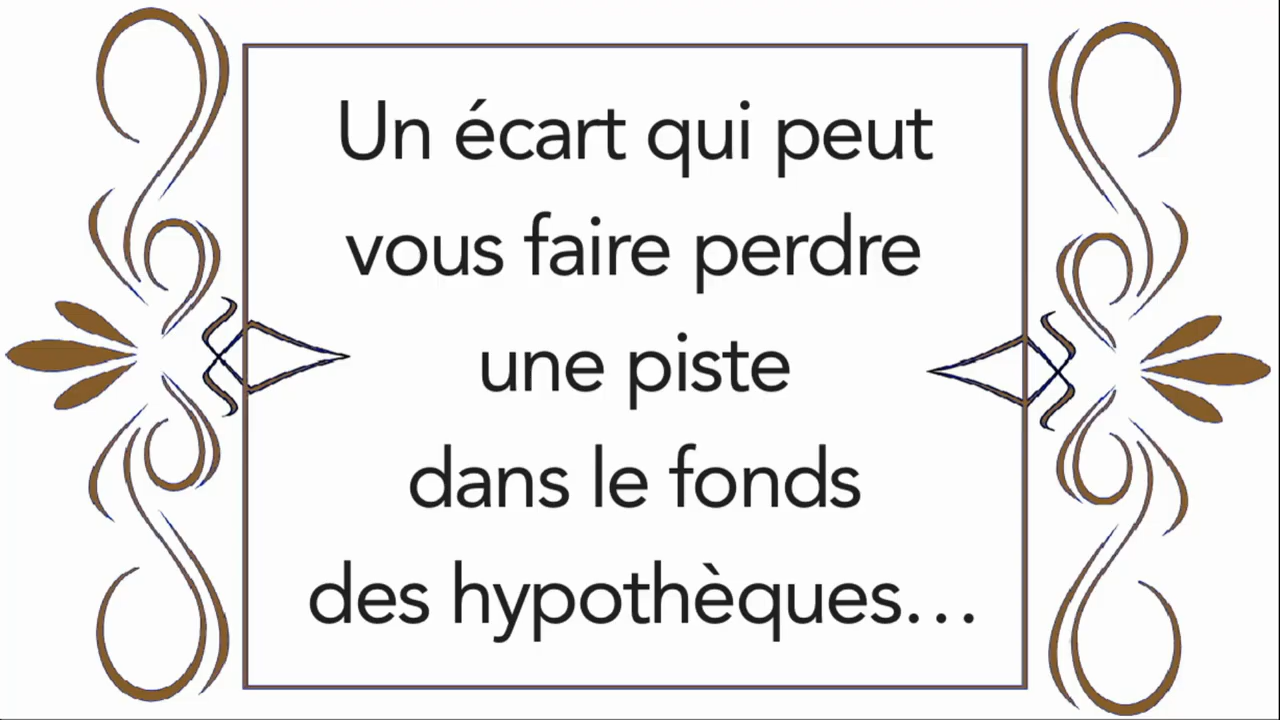 Un écart qui peut
vous faire perdre
une piste
dans le fonds
des hypothèques...